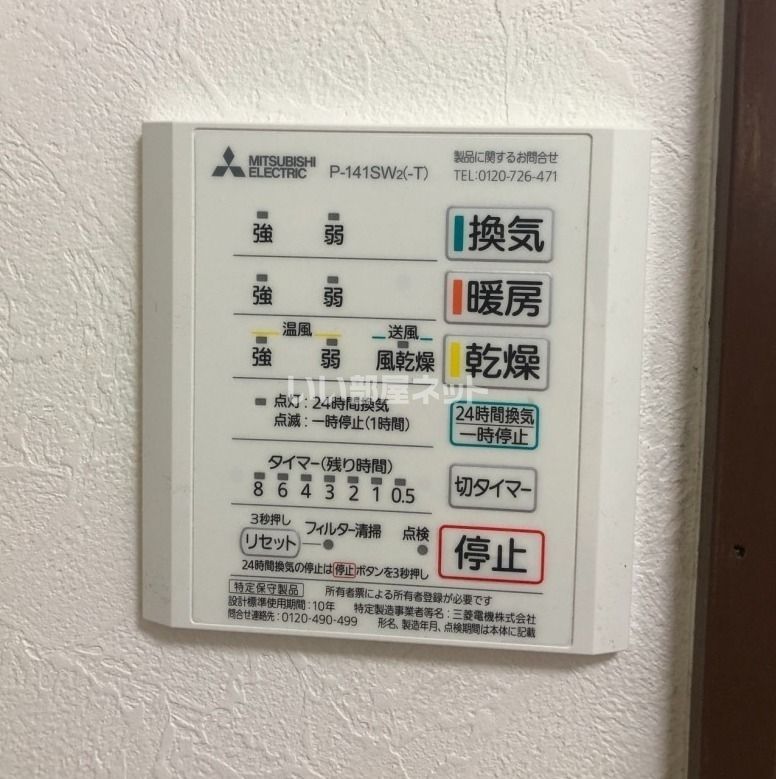 MITSUBISHI
ELECTRIC
P-141SW2(-T)
製品に関するお問合せ
TEL:0120-726-471
強 弱 換気
強 弱 暖房
温風 送風
強 弱 風乾燥 乾燥
いい部屋ネット
点灯:24時間換気
点滅:一時停止(1時間)
24時間換気
一時停止
タイマー(残り時間)
8 6 4 3 2 1 0.5
切タイマー
3秒押し
リセット フィルター清掃 点検
停止
24時間換気の停止は停止ボタンを3秒押し
特定保守製品 所有者票による所有者登録が必要です
設計標準使用期間:10年 特定製造事業者等名:三菱電機株式会社
問合せ連絡先:0120-490-499 形名、製造年月、点検期間は本体に記載